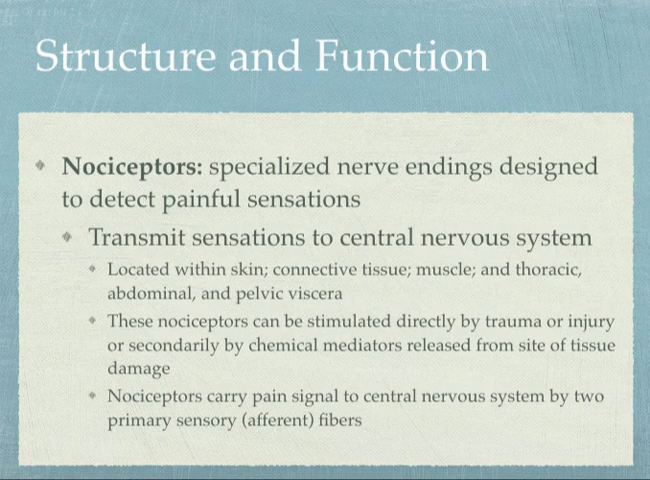 Structure and Function
Nociceptors: specialized nerve endings designed
to detect painful sensations
Transmit sensations to central nervous system
Located within skin; connective tissue; muscle; and thoracic,
abdominal, and pelvic viscera
These nociceptors can be stimulated directly by trauma or injury
or secondarily by chemical mediators released from site of tissue
damage
Nociceptors carry pain signal to central nervous system by two
primary sensory (afferent) fibers